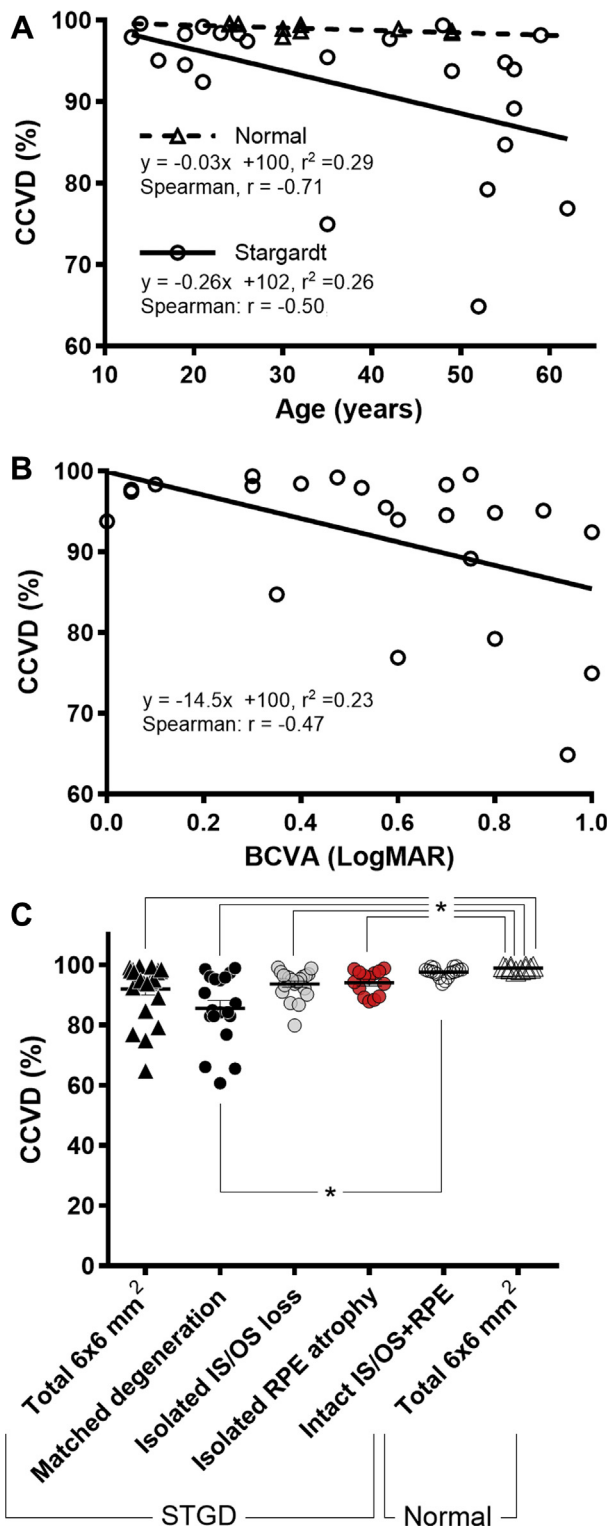 A
CCVD (%)
100
90
80
70
60
Normal
y = -0.03x +100, r² =0.29
Spearman, r = -0.71
Stargardt
y = -0.26x +102, r² =0.26
Spearman: r = -0.50
10 20 30 40 50 60
Age (years)
B
CCVD (%)
100
90
80
70
60
y = -14.5x +100, r² =0.23
Spearman: r = -0.47
0.0 0.2 0.4 0.6 0.8 1.0
BCVA (LogMAR)
C
*
CCVD (%)
100
80
60
40
20
0
*
Total 6x6 mm²
Matched degeneration
Isolated IS/OS loss
Isolated RPE atrophy
Intact IS/OS+RPE
Total 6x6 mm²
STGD
Normal